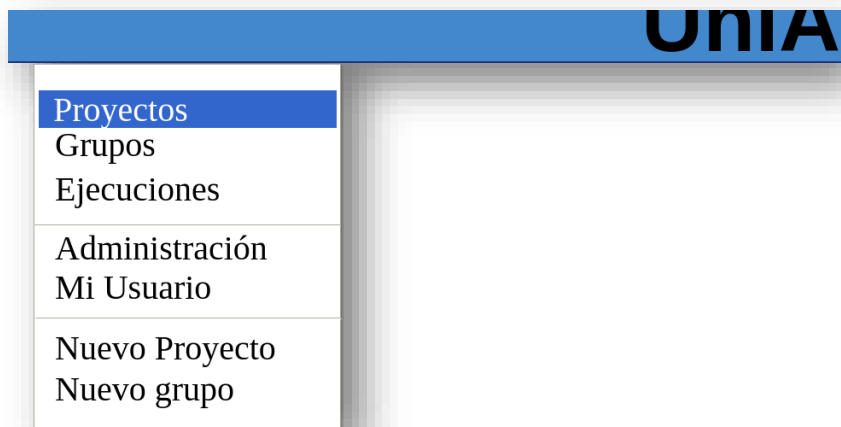 UniA
Proyectos
Grupos
Ejecuciones
Administración
Mi Usuario
Nuevo Proyecto
Nuevo grupo